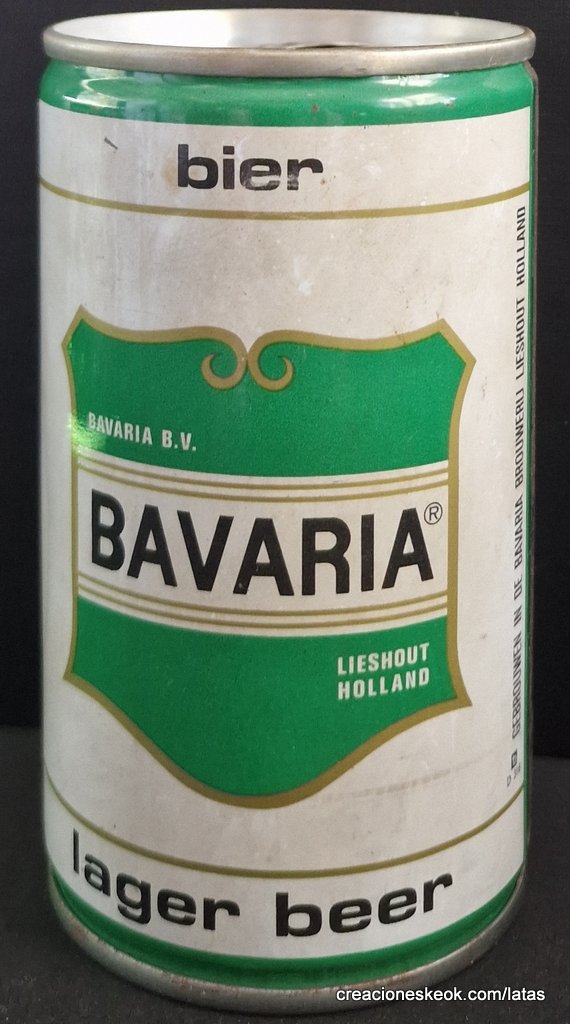 bier
BAVARIA B.V.
BAVARIA®
LIESHOUT
HOLLAND
lager beer
GEBROUWEN IN DE BAVARIA BROUWERIJ LIESHOUT HOLLAND
creacioneskeok.com/latas